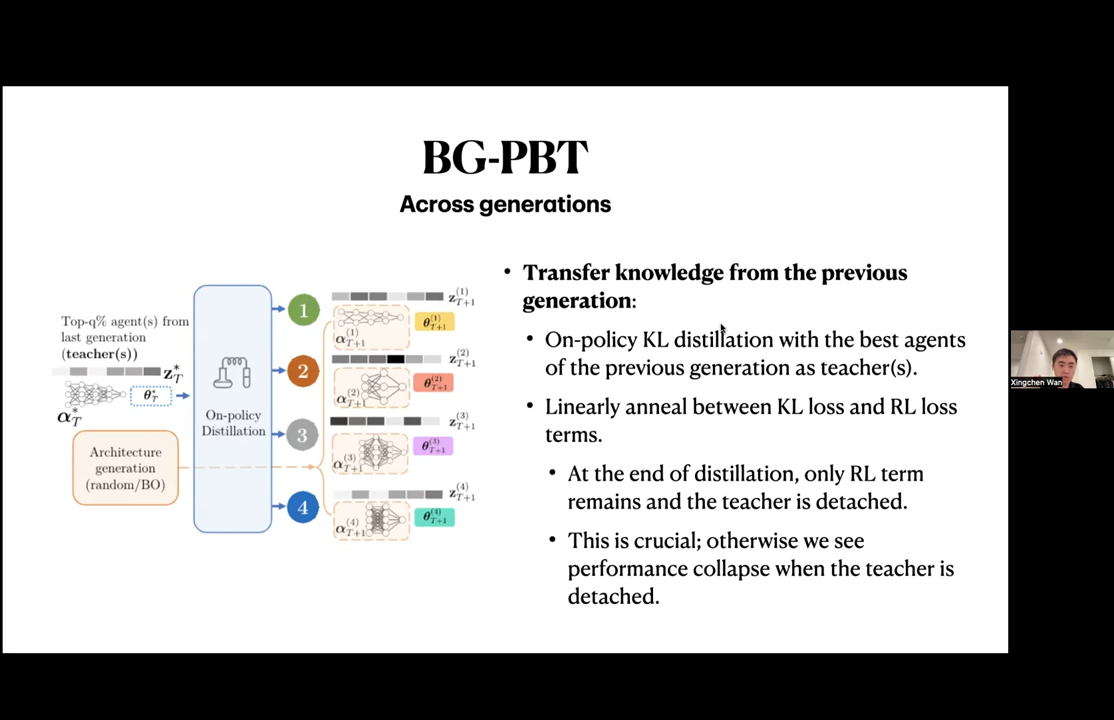 BG-PBT
Across generations
Top-q% agent(s) from
last generation
(teacher(s))
z*_T
θ*_T
α*_T
Architecture
generation
(random/BO)
On-policy
Distillation
1
z^(1)_T+1
θ^(1)_T+1
α^(1)_T+1
2
z^(2)_T+1
θ^(2)_T+1
α^(2)_T+1
3
z^(3)_T+1
θ^(3)_T+1
α^(3)_T+1
4
z^(4)_T+1
θ^(4)_T+1
α^(4)_T+1
• Transfer knowledge from the previous
generation:
• On-policy KL distillation with the best agents
of the previous generation as teacher(s).
• Linearly anneal between KL loss and RL loss
terms.
• At the end of distillation, only RL term
remains and the teacher is detached.
• This is crucial; otherwise we see
performance collapse when the teacher is
detached.
Xingchen Wan